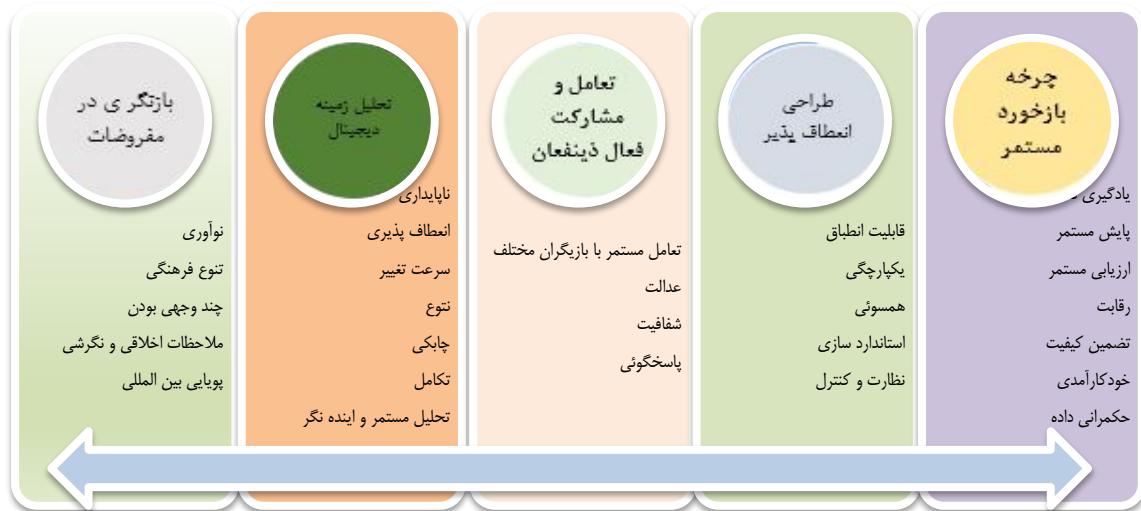 چرخه
بازخورد
مستمر
یادگیری
پایش مستمر
ارزیابی مستمر
رقابت
تضمین کیفیت
خودکارآمدی
حکمرانی داده
طراحی
انعطاف پذیر
قابلیت انطباق
یکپارچگی
همسوئی
استاندارد سازی
نظارت و کنترل
تعامل و
مشارکت
فعال ذینفعان
تعامل مستمر با بازیگران مختلف
عدالت
شفافیت
پاسخگوئی
تحلیل زمینه
دیجیتال
ناپایداری
انعطاف پذیری
سرعت تغییر
نتوع
چابکی
تکامل
تحلیل مستمر و اینده نگر
بازتگر ی در
مفروضات
نوآوری
تنوع فرهنگی
چند وجهی بودن
ملاحظات اخلاقی و نگرشی
پویایی بین المللی